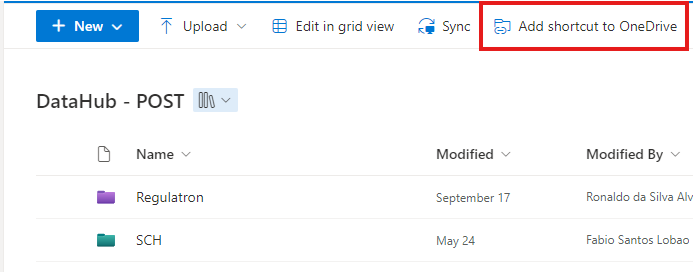 + New Upload Edit in grid view Sync Add shortcut to OneDrive
DataHub - POST
Name Modified Modified By
Regulatron September 17 Ronaldo da Silva Alv
SCH May 24 Fabio Santos Lobao